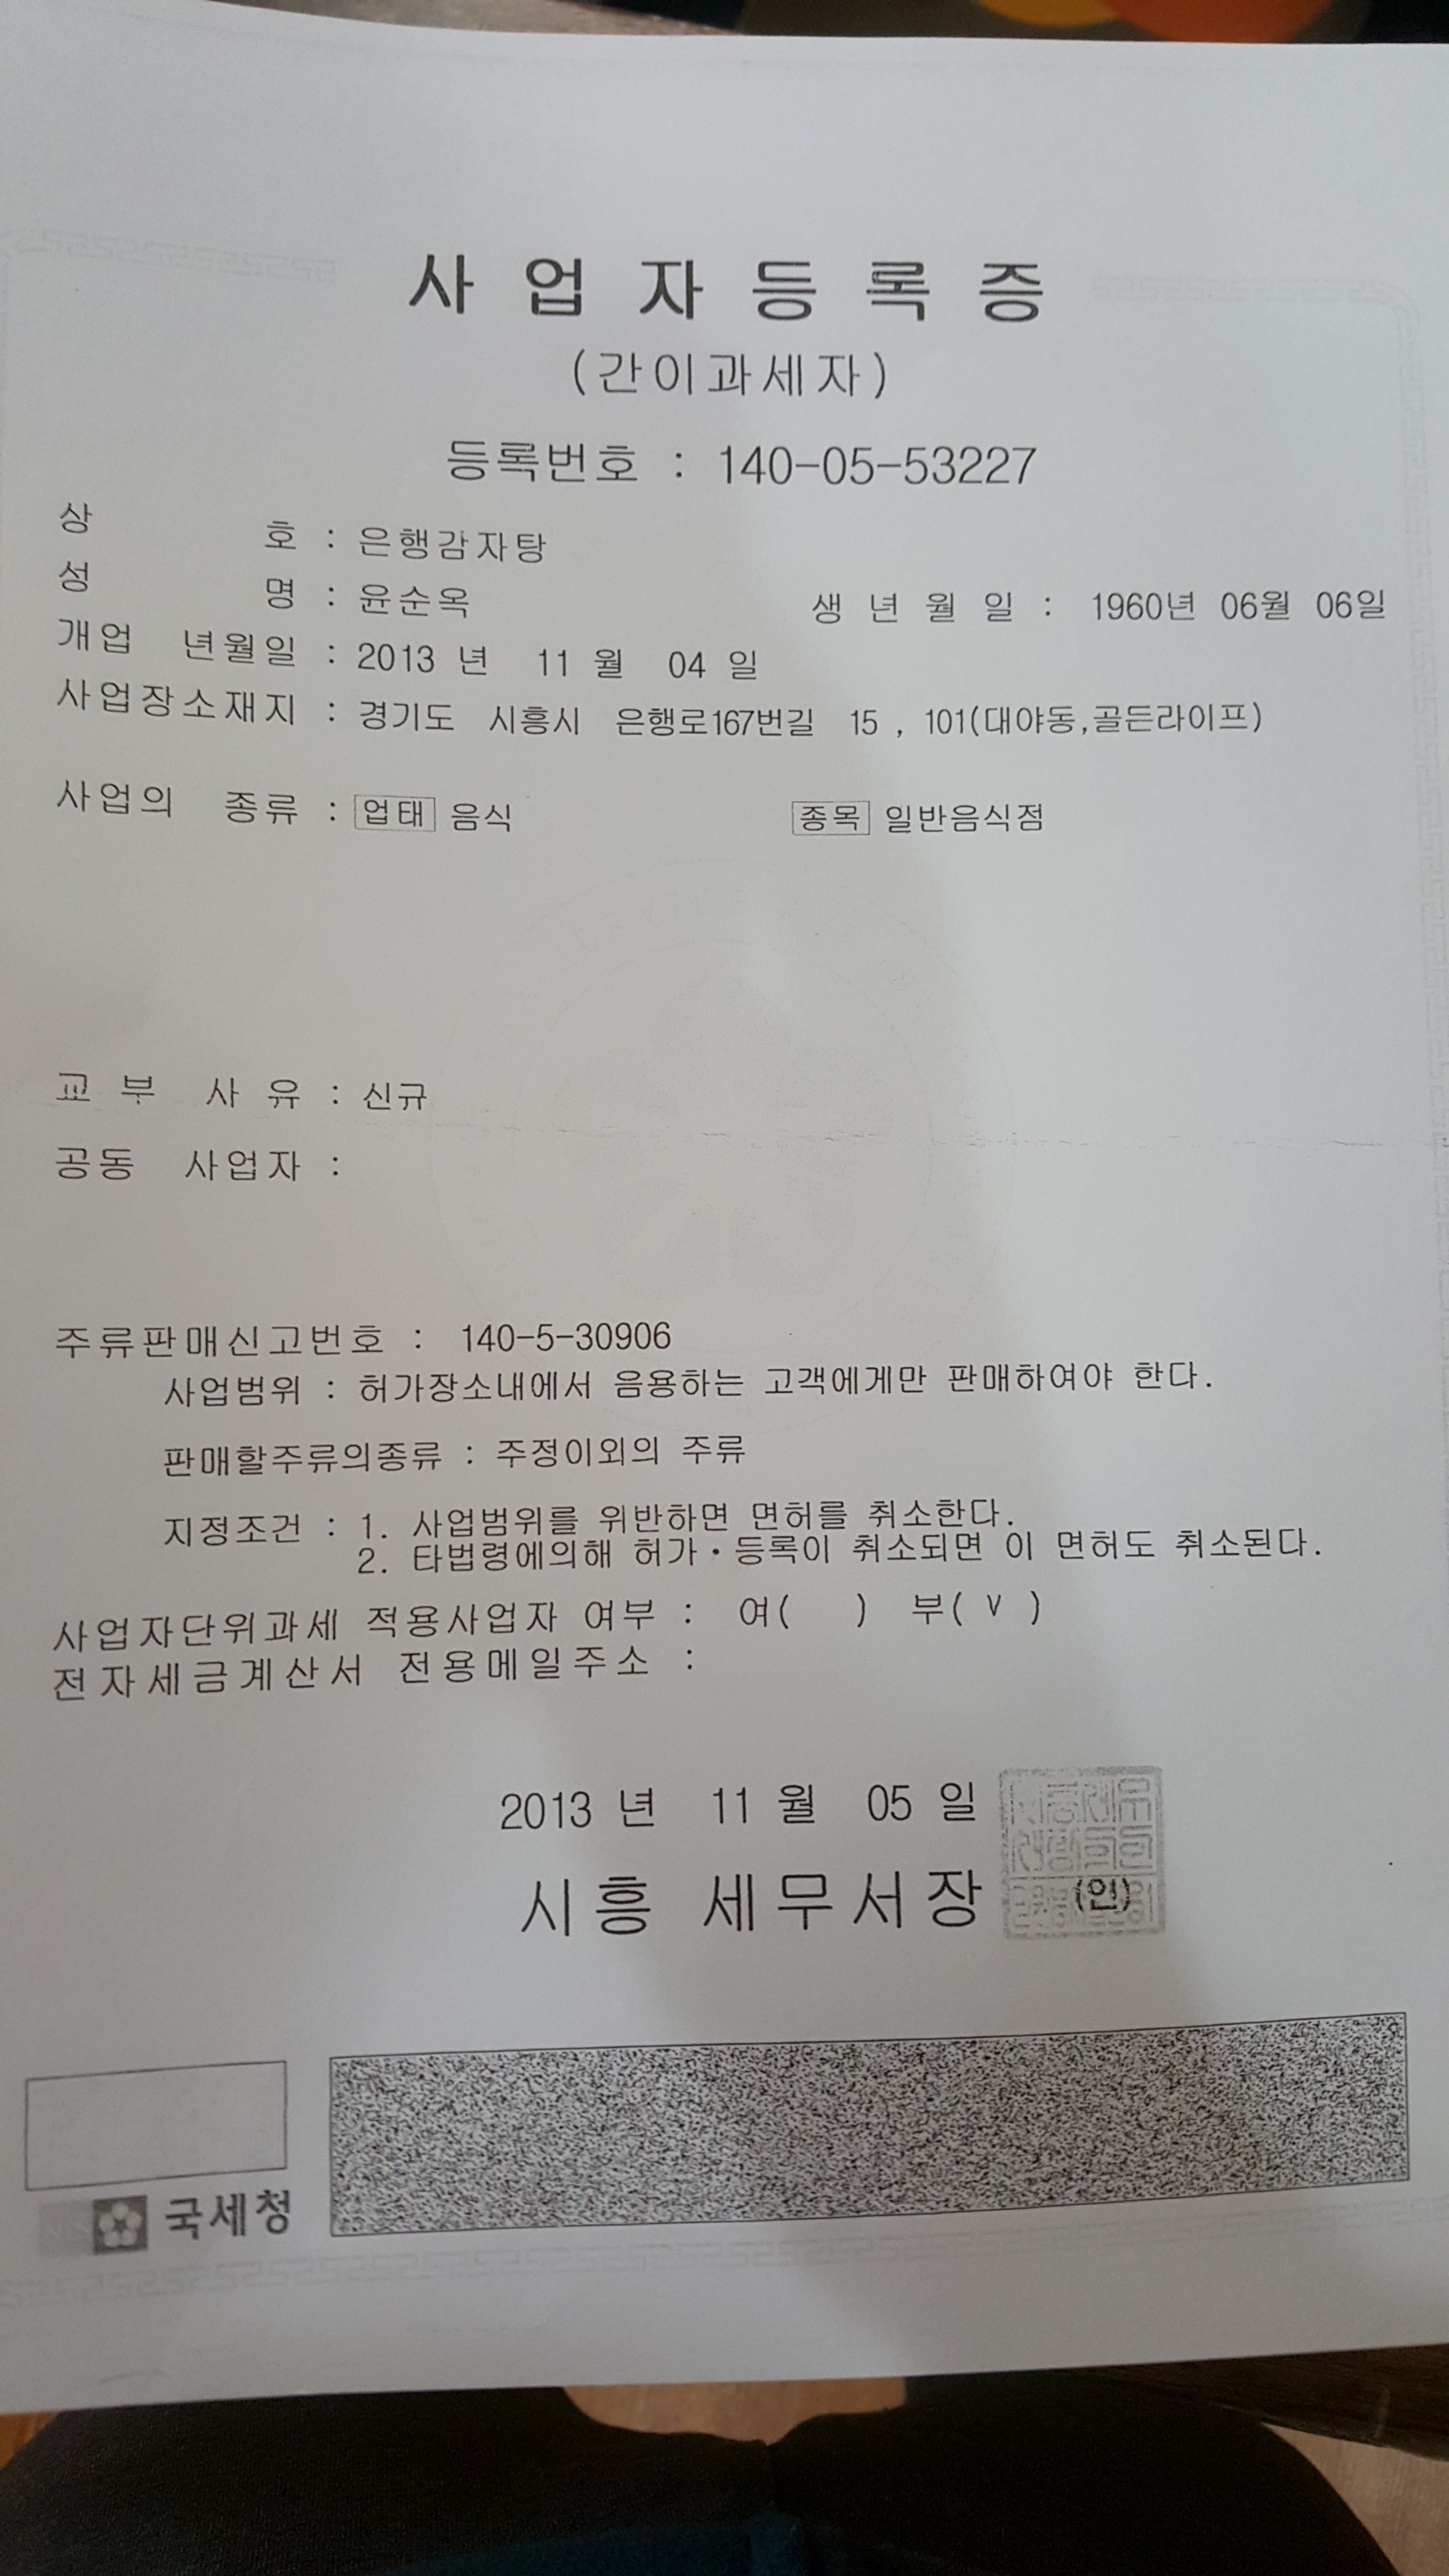 사업자등록증
(간이과세자)
등록번호 : 140-05-53227
상 호 : 은행감자탕
성 명 : 윤순옥 생 년 월 일 : 1960년 06월 06일
개업 년월일 : 2013 년 11 월 04 일
사업장소재지 : 경기도 시흥시 은행로167번길 15 , 101(대야동,골든라이프)
사업의 종류 : 업태 음식 종목 일반음식점
교 부 사 유 : 신규
공동 사업자 :
주류판매신고번호 : 140-5-30906
사업범위 : 허가장소내에서 음용하는 고객에게만 판매하여야 한다.
판매할주류의종류 : 주정이외의 주류
지정조건 : 1. 사업범위를 위반하면 면허를 취소한다.
2. 타법령에의해 허가・등록이 취소되면 이 면허도 취소된다.
사업자단위과세 적용사업자 여부 : 여( ) 부( v )
전자세금계산서 전용메일주소 :
2013 년 11 월 05 일
시흥 세무서장 (인)
국세청